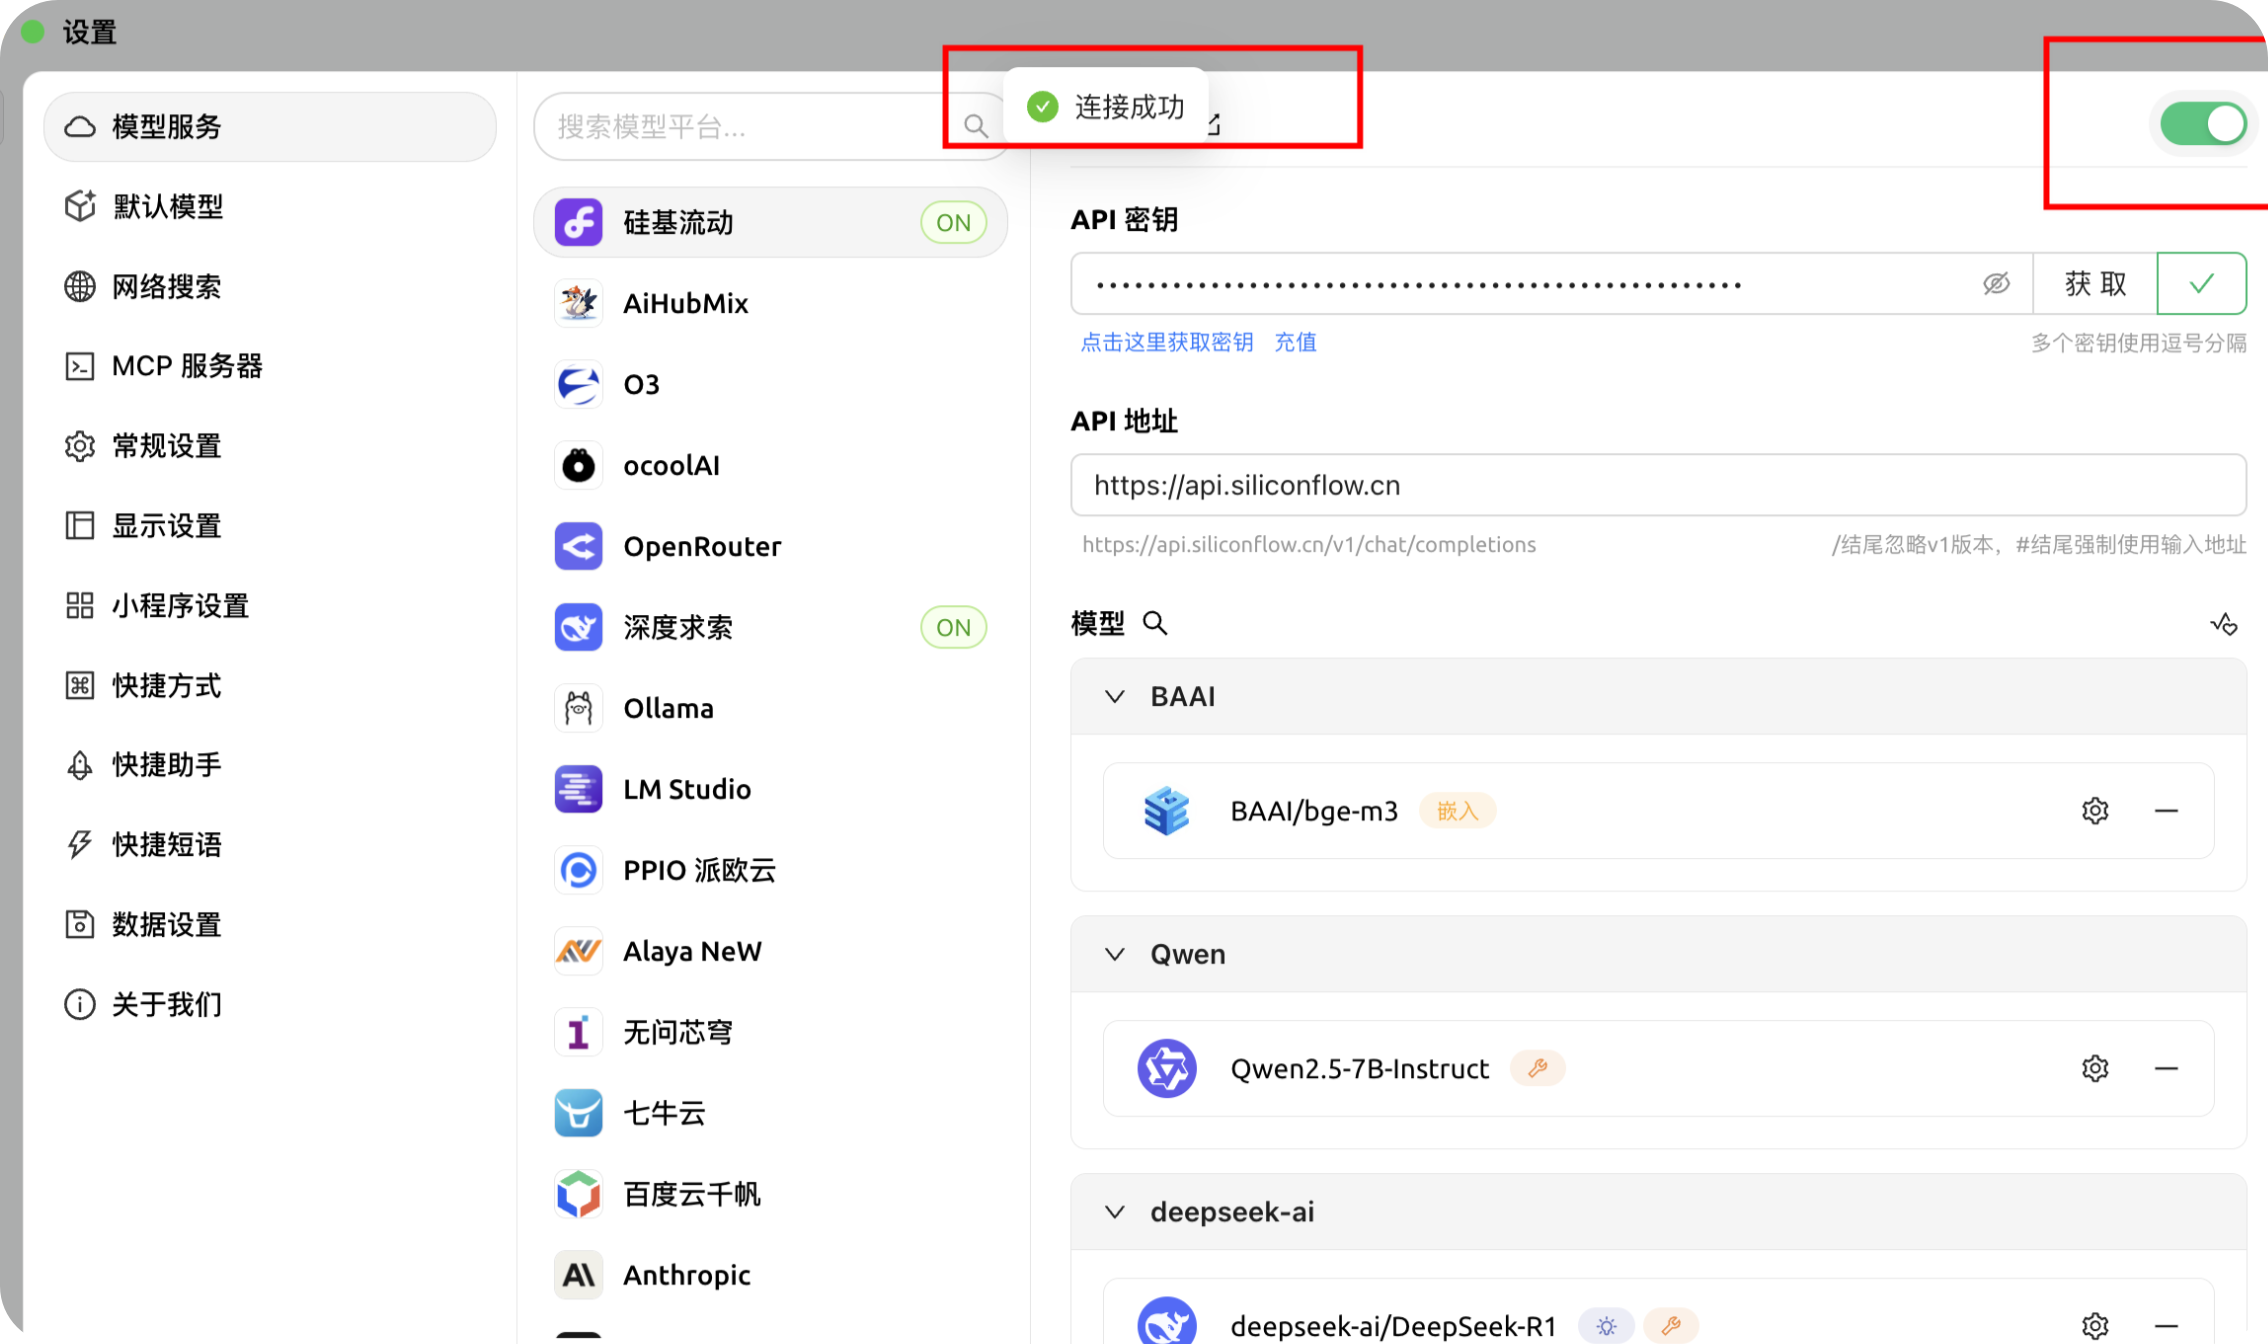 设置
模型服务
默认模型
网络搜索
MCP 服务器
常规设置
显示设置
小程序设置
快捷方式
快捷助手
快捷短语
数据设置
关于我们
搜索模型平台...
硅基流动 ON
AiHubMix
O3
ocoolAI
OpenRouter
深度求索 ON
Ollama
LM Studio
PPIO 派欧云
Alaya NeW
无问芯穹
七牛云
百度云千帆
Anthropic
连接成功
API 密钥
获 取
点击这里获取密钥 充值
多个密钥使用逗号分隔
API 地址
https://api.siliconflow.cn
https://api.siliconflow.cn/v1/chat/completions
/结尾忽略v1版本，#结尾强制使用输入地址
模型
BAAI
BAAI/bge-m3 嵌入
Qwen
Qwen2.5-7B-Instruct
deepseek-ai
deepseek-ai/DeepSeek-R1